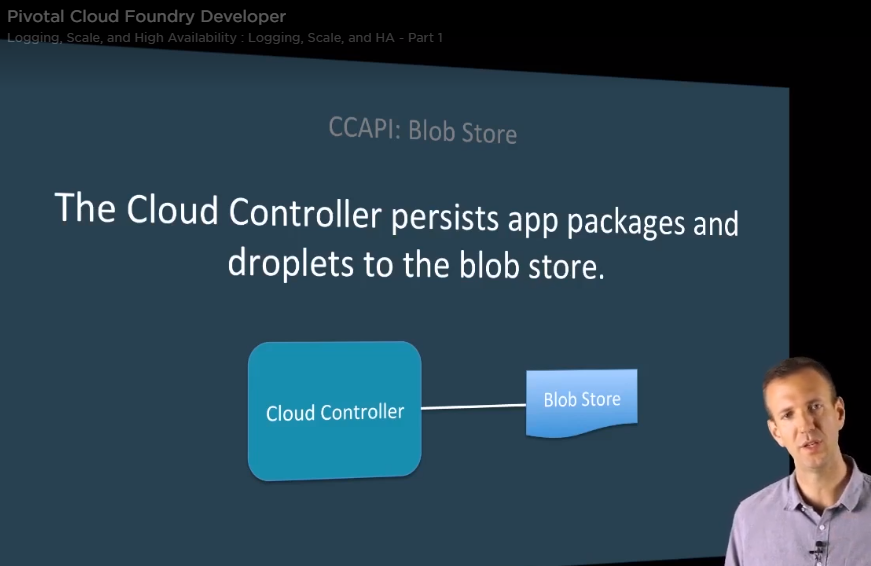 Pivotal Cloud Foundry Developer
Logging, Scale, and High Availability : Logging, Scale, and HA - Part 1
CCAPI: Blob Store
The Cloud Controller persists app packages and
droplets to the blob store.
Cloud Controller
Blob Store